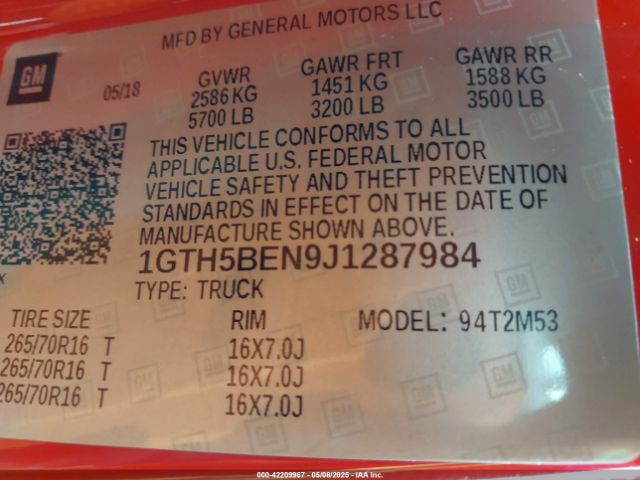 MFD BY GENERAL MOTORS LLC
GM
05/18
GVWR
2586 KG
5700 LB
GAWR FRT
1451 KG
3200 LB
GAWR RR
1588 KG
3500 LB
THIS VEHICLE CONFORMS TO ALL
APPLICABLE U.S. FEDERAL MOTOR
VEHICLE SAFETY AND THEFT PREVENTION
STANDARDS IN EFFECT ON THE DATE OF
MANUFACTURE SHOWN ABOVE.
1GTH5BEN9J1287984
TYPE: TRUCK
TIRE SIZE RIM MODEL: 94T2M53
265/70R16 T 16X7.0J
265/70R16 T 16X7.0J
265/70R16 T 16X7.0J
000-42209967 - 05/08/2025 - IAA Inc.